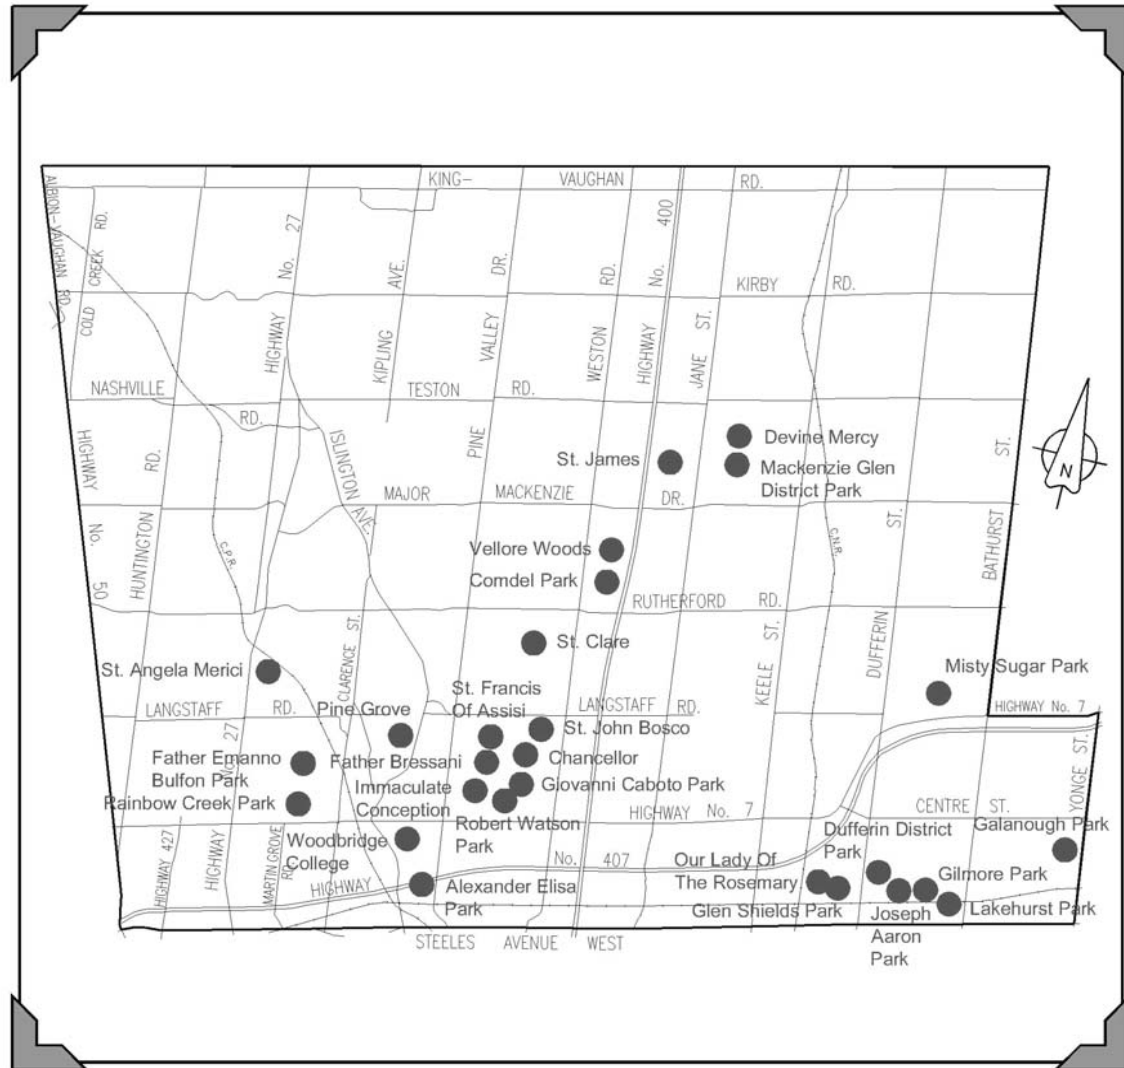 KING–
VAUGHAN
RD.
ALBION–VAUGHAN RD.
COLD
CREEK
RD.
HIGHWAY
No.
27
KIPLING
AVE.
PINE
VALLEY
DR.
WESTON
RD.
HIGHWAY
No.
400
JANE
ST.
KIRBY
RD.
NASHVILLE
RD.
TESTON
RD.
HIGHWAY
No.
50
HUNTINGTON
RD.
ISLINGTON
AVE.
Devine Mercy
St. James
Mackenzie Glen
District Park
N
MAJOR
MACKENZIE
DR.
C.P.R.
C.N.R.
BATHURST
ST.
Vellore Woods
Comdel Park
RUTHERFORD
RD.
CLARENCE
ST.
KEELE
ST.
DUFFERIN
ST.
St. Clare
St. Angela Merici
Misty Sugar Park
LANGSTAFF
RD.
St. Francis
Of Assisi
LANGSTAFF
RD.
HIGHWAY No. 7
Pine Grove
St. John Bosco
Father Emanno
Bulfon Park
Father Bressani
Chancellor
Immaculate
Conception
Giovanni Caboto Park
YONGE
ST.
Rainbow Creek Park
HIGHWAY
No.
7
CENTRE
ST.
Galanough Park
Robert Watson
Park
Dufferin District
Park
HIGHWAY 427
HIGHWAY
No.
27
MARTIN GROVE
RD.
Woodbridge
College
HIGHWAY
No.
407
Our Lady Of
The Rosemary
Gilmore Park
Alexander Elisa
Park
Glen Shields Park
Joseph
Aaron
Park
Lakehurst Park
STEELES
AVENUE
WEST